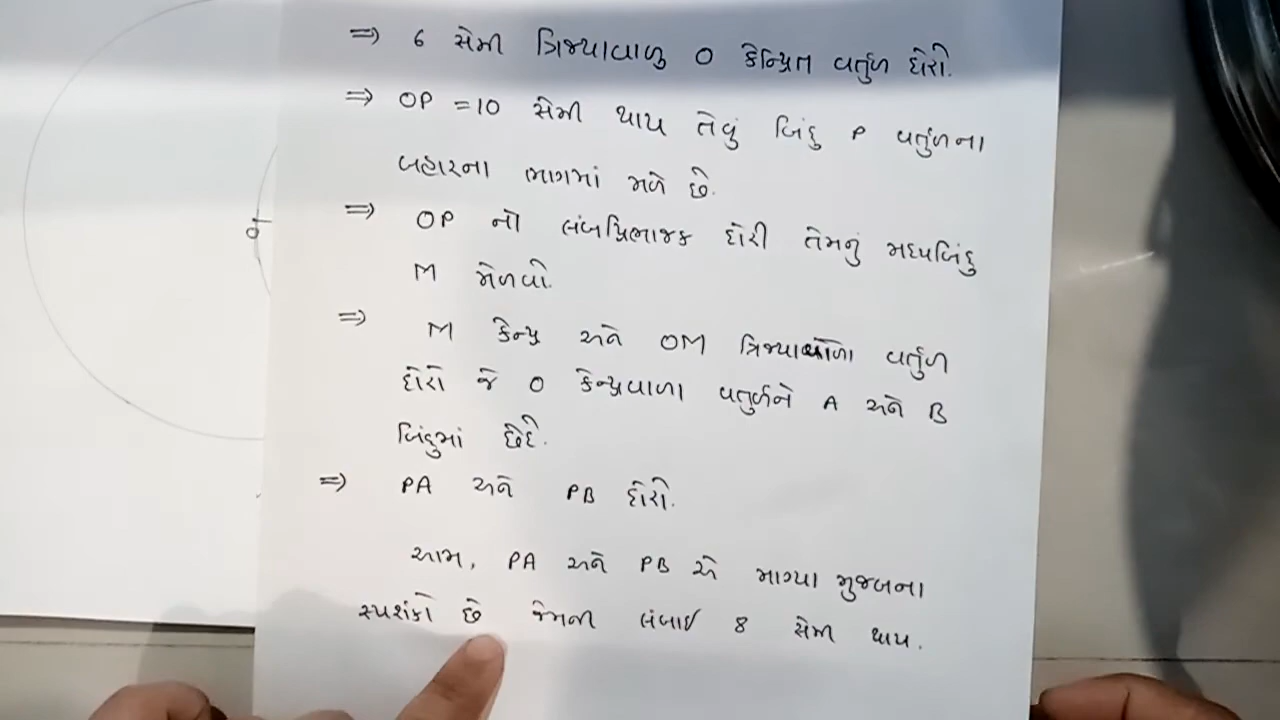 ⇒ 6 સેમી ત્રિજ્યાવાળુ O કેન્દ્રિત વર્તુળ દોરો.
⇒ OP = 10 સેમી થાય તેવું બિંદુ P વર્તુળના
બહારના ભાગમાં મળે છે.
⇒ OP નો લંબદ્વિભાજક દોરી તેમનું મધ્યબિંદુ
M મેળવો.
⇒ M કેન્દ્ર અને OM ત્રિજ્યાવાળા વર્તુળ
દોરો જે O કેન્દ્રવાળા વર્તુળને A અને B
બિંદુમાં છેદે.
⇒ PA અને PB દોરો.
આમ, PA અને PB એ માગ્યા મુજબના
સ્પર્શકો છે જેમની લંબાઈ 8 સેમી થાય.
O